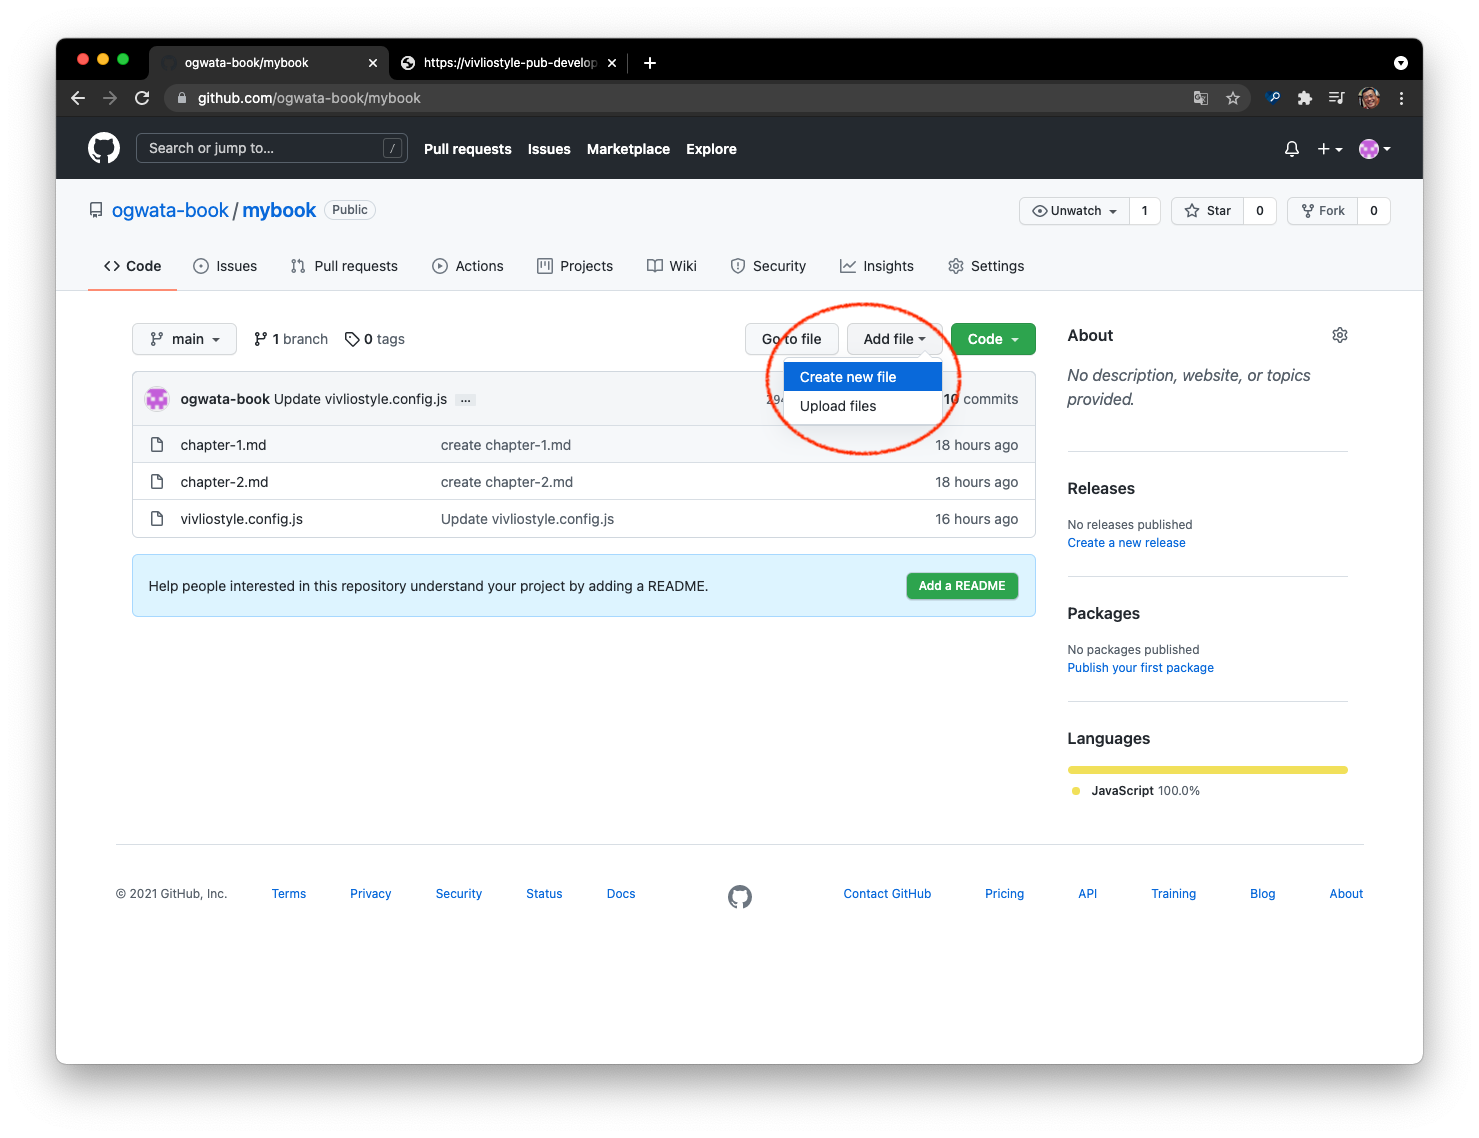 ogwata-book/mybook
https://vivliostyle-pub-develop
github.com/ogwata-book/mybook
Search or jump to... /
Pull requests Issues Marketplace Explore
ogwata-book / mybook Public
Unwatch 1 Star 0 Fork 0
Code Issues Pull requests Actions Projects Wiki Security Insights Settings
main 1 branch 0 tags
Go to file Add file Code
Create new file
Upload files
ogwata-book Update vivliostyle.config.js ... 10 commits
chapter-1.md create chapter-1.md 18 hours ago
chapter-2.md create chapter-2.md 18 hours ago
vivliostyle.config.js Update vivliostyle.config.js 16 hours ago
Help people interested in this repository understand your project by adding a README. Add a README
About
No description, website, or topics
provided.
Releases
No releases published
Create a new release
Packages
No packages published
Publish your first package
Languages
JavaScript 100.0%
© 2021 GitHub, Inc. Terms Privacy Security Status Docs Contact GitHub Pricing API Training Blog About